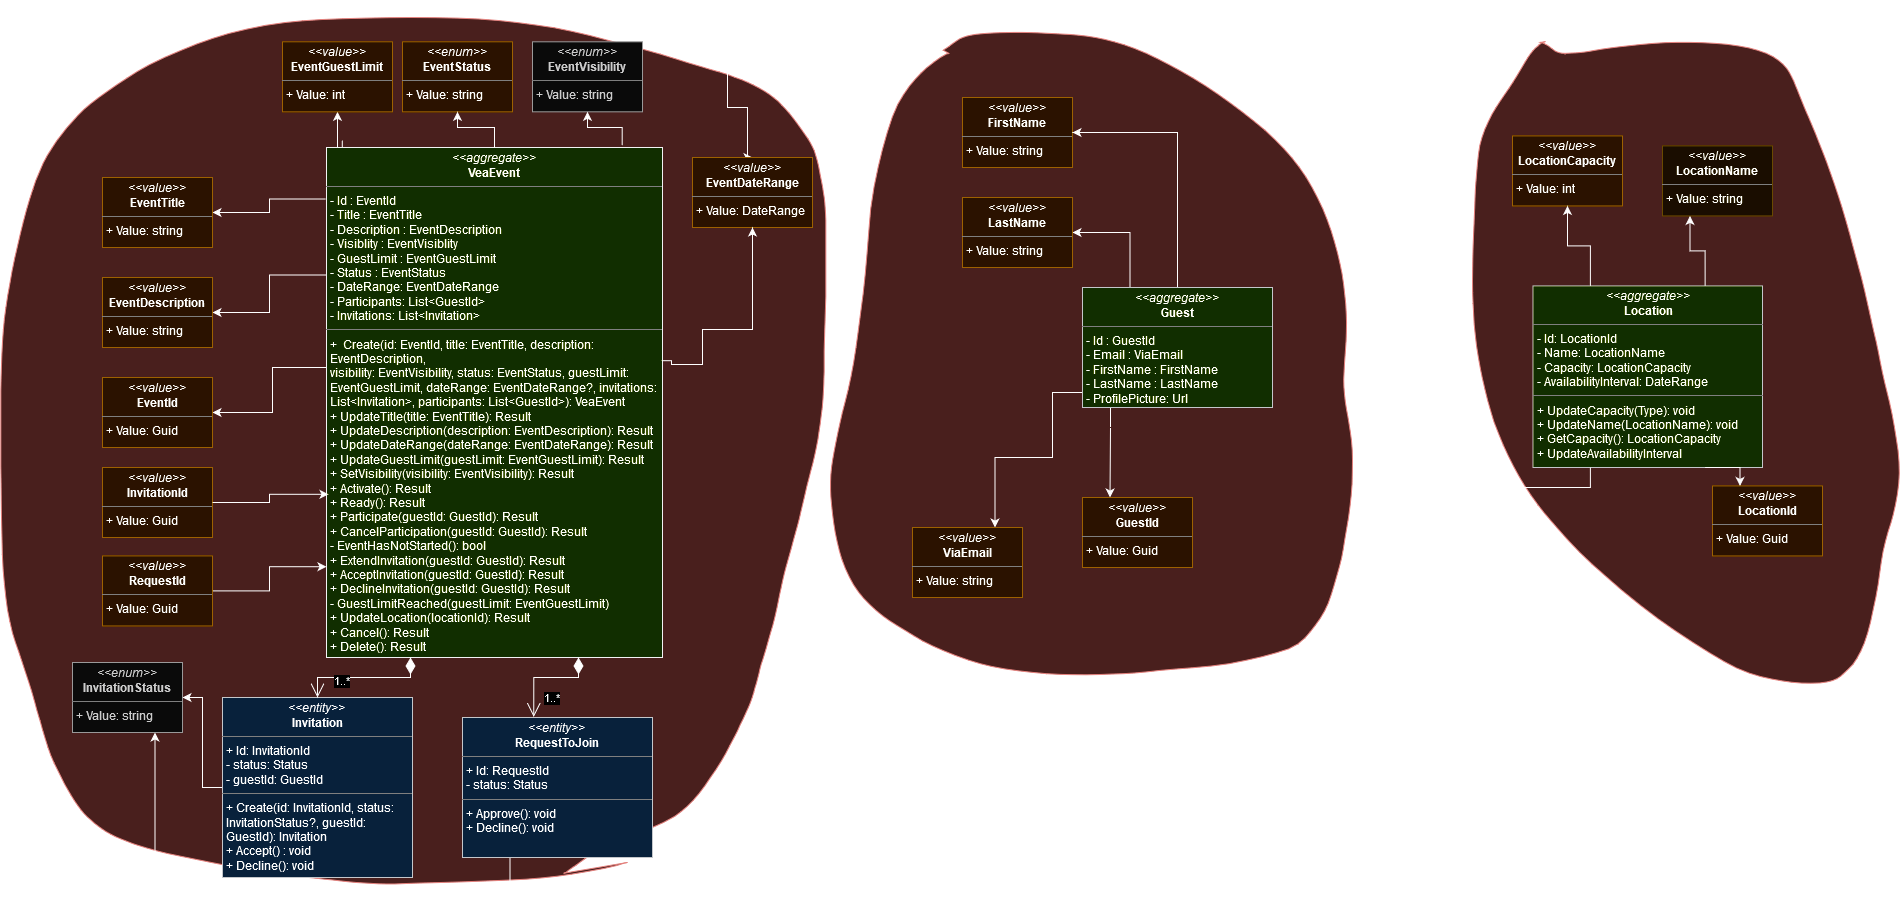 <<value>>
EventGuestLimit
+ Value: int
<<enum>>
EventStatus
+ Value: string
<<enum>>
EventVisibility
+ Value: string
<<value>>
EventTitle
+ Value: string
<<value>>
EventDescription
+ Value: string
<<value>>
EventId
+ Value: Guid
<<value>>
InvitationId
+ Value: Guid
<<value>>
RequestId
+ Value: Guid
<<aggregate>>
VeaEvent
- Id : EventId
- Title : EventTitle
- Description : EventDescription
- Visiblity : EventVisiblity
- GuestLimit : EventGuestLimit
- Status : EventStatus
- DateRange: EventDateRange
- Participants: List<GuestId>
- Invitations: List<Invitation>
+ Create(id: EventId, title: EventTitle, description:
EventDescription,
visibility: EventVisibility, status: EventStatus, guestLimit:
EventGuestLimit, dateRange: EventDateRange?, invitations:
List<Invitation>, participants: List<GuestId>): VeaEvent
+ UpdateTitle(title: EventTitle): Result
+ UpdateDescription(description: EventDescription): Result
+ UpdateDateRange(dateRange: EventDateRange): Result
+ UpdateGuestLimit(guestLimit: EventGuestLimit): Result
+ SetVisibility(visibility: EventVisibility): Result
+ Activate(): Result
+ Ready(): Result
+ Participate(guestId: GuestId): Result
+ CancelParticipation(guestId: GuestId): Result
- EventHasNotStarted(): bool
+ ExtendInvitation(guestId: GuestId): Result
+ AcceptInvitation(guestId: GuestId): Result
+ DeclineInvitation(guestId: GuestId): Result
- GuestLimitReached(guestLimit: EventGuestLimit)
+ UpdateLocation(locationId): Result
+ Cancel(): Result
+ Delete(): Result
<<value>>
EventDateRange
+ Value: DateRange
1..*
1..*
<<enum>>
InvitationStatus
+ Value: string
<<entity>>
Invitation
+ Id: InvitationId
- status: Status
- guestId: GuestId
+ Create(id: InvitationId, status:
InvitationStatus?, guestId:
GuestId): Invitation
+ Accept() : void
+ Decline(): void
<<entity>>
RequestToJoin
+ Id: RequestId
- status: Status
+ Approve(): void
+ Decline(): void
<<value>>
FirstName
+ Value: string
<<value>>
LastName
+ Value: string
<<aggregate>>
Guest
- Id : GuestId
- Email : ViaEmail
- FirstName : FirstName
- LastName : LastName
- ProfilePicture: Url
<<value>>
ViaEmail
+ Value: string
<<value>>
GuestId
+ Value: Guid
<<value>>
LocationCapacity
+ Value: int
<<value>>
LocationName
+ Value: string
<<aggregate>>
Location
- Id: LocationId
- Name: LocationName
- Capacity: LocationCapacity
- AvailabilityInterval: DateRange
+ UpdateCapacity(Type): void
+ UpdateName(LocationName): void
+ GetCapacity(): LocationCapacity
+ UpdateAvailabilityInterval
<<value>>
LocationId
+ Value: Guid